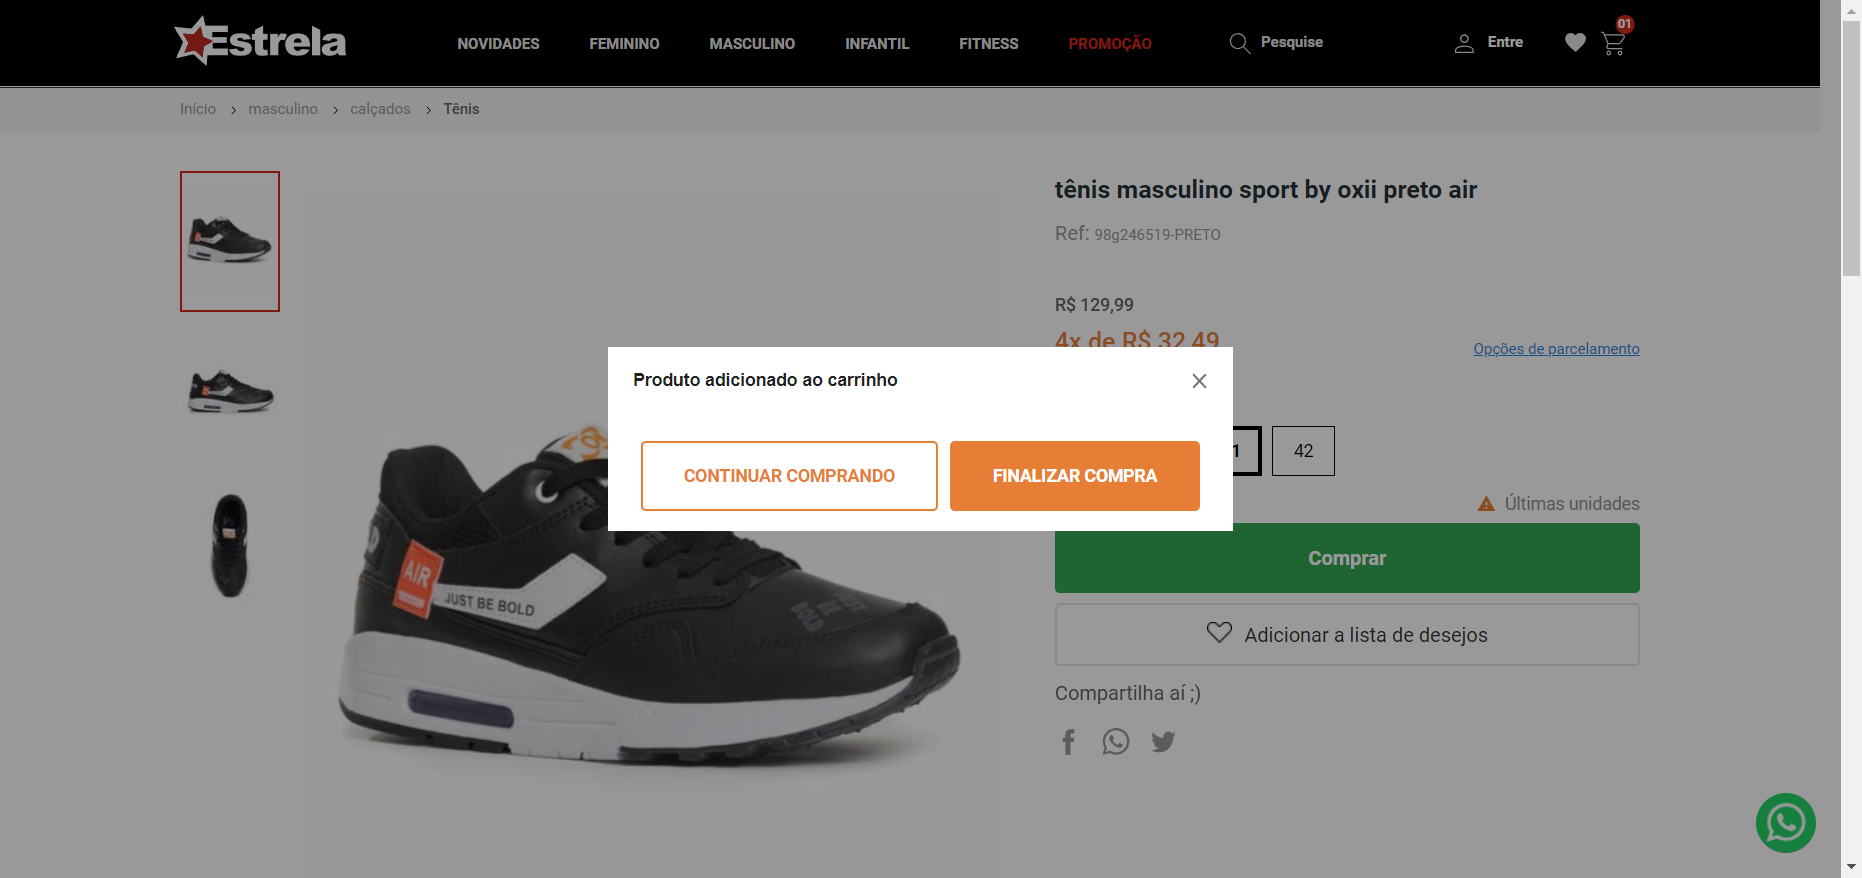 Estrela
NOVIDADES
FEMININO
MASCULINO
INFANTIL
FITNESS
PROMOÇÃO
Pesquise
Entre
01
Início > masculino > calçados > Tênis
tênis masculino sport by oxii preto air
Ref: 98g246519-PRETO
R$ 129,99
4x de R$ 32,49
Opções de parcelamento
Produto adicionado ao carrinho
CONTINUAR COMPRANDO
FINALIZAR COMPRA
1
42
Últimas unidades
Comprar
Adicionar a lista de desejos
Compartilha aí ;)
AIR
JUST BE BOLD
BE
BOLD